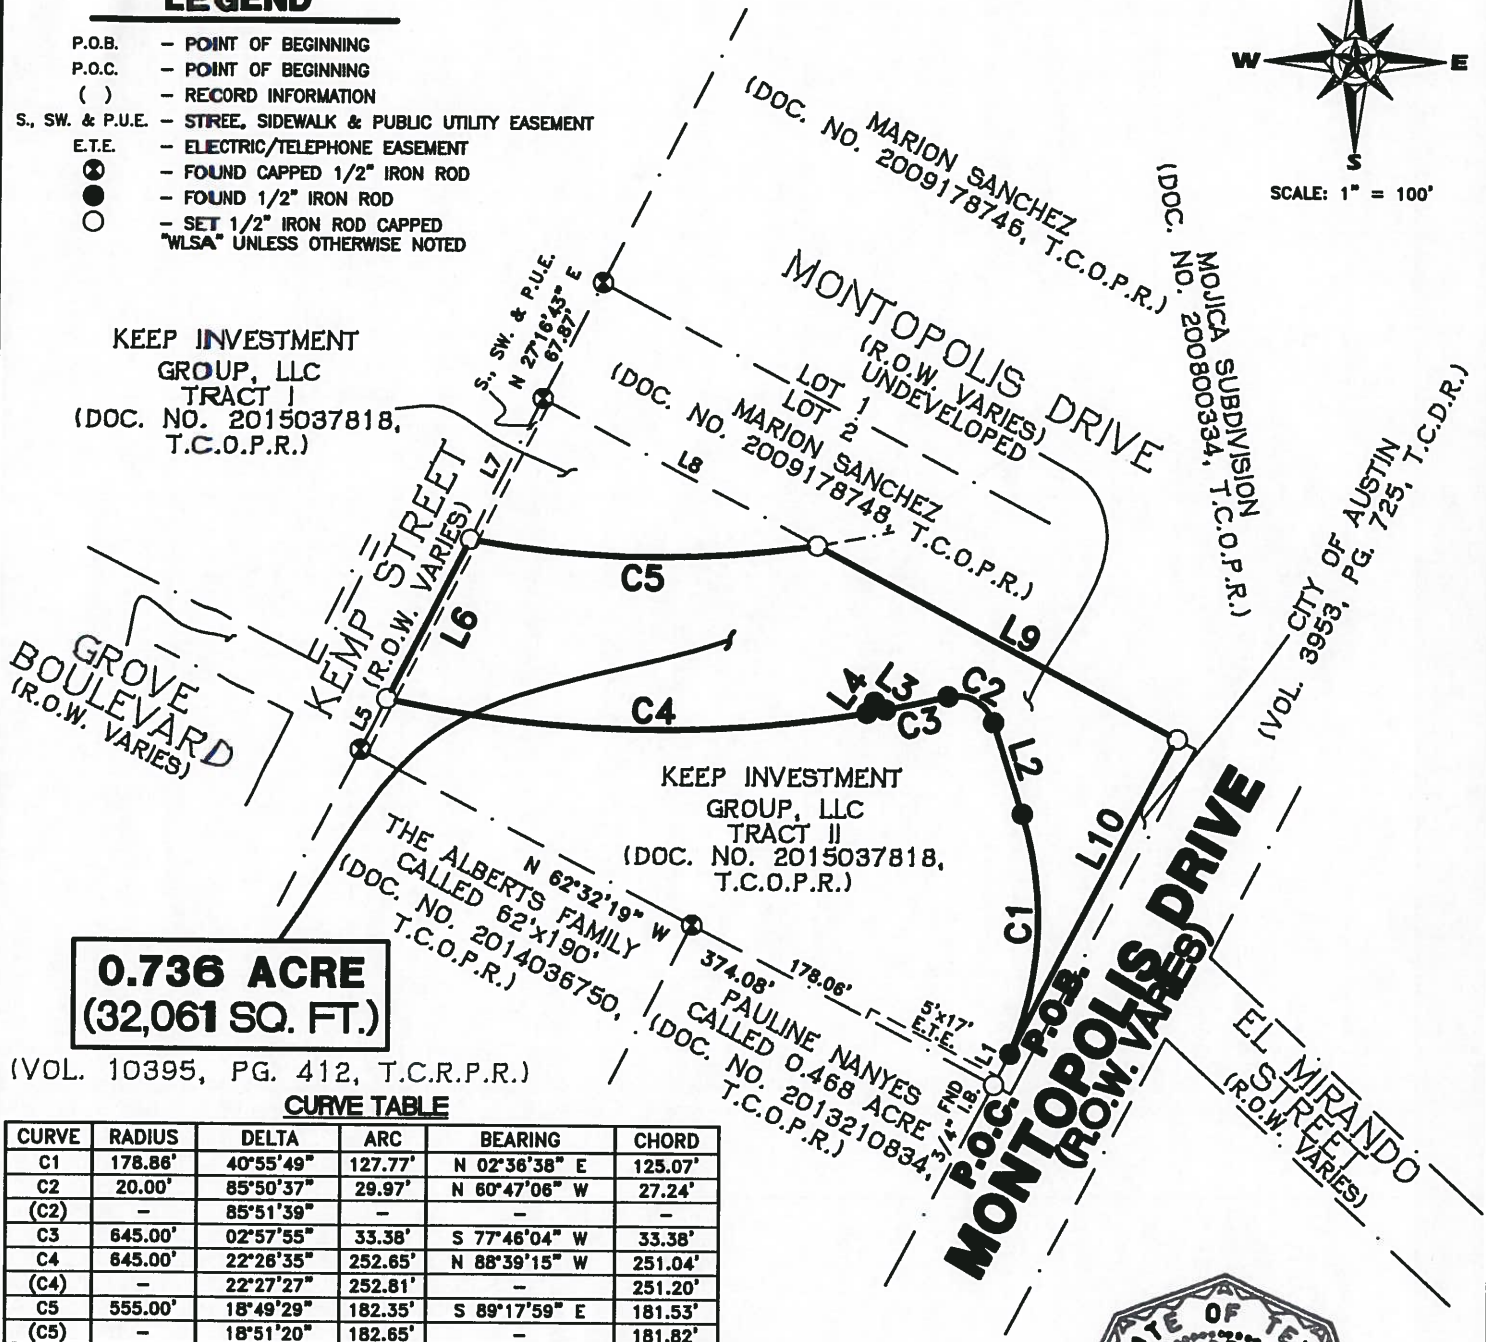 LEGEND
P.O.B. – POINT OF BEGINNING
P.O.C. – POINT OF BEGINNING
( ) – RECORD INFORMATION
S., SW. & P.U.E. – STREE, SIDEWALK & PUBLIC UTILITY EASEMENT
E.T.E. – ELECTRIC/TELEPHONE EASEMENT
– FOUND CAPPED 1/2" IRON ROD
– FOUND 1/2" IRON ROD
– SET 1/2" IRON ROD CAPPED
"WLSA" UNLESS OTHERWISE NOTED
W E
S
SCALE: 1" = 100'
MARION SANCHEZ
(DOC. NO. 2009178746, T.C.O.P.R.)
MOJICA SUBDIVISION
(DOC. NO. 200800334, T.C.O.P.R.)
MONTOPOLIS DRIVE
(R.O.W. VARIES)
UNDEVELOPED
LOT 1
LOT 2
S., SW. & P.U.E.
N 27°16'43" E
67.87'
KEEP INVESTMENT
GROUP, LLC
TRACT I
(DOC. NO. 2015037818,
T.C.O.P.R.)
MARION SANCHEZ
(DOC. NO. 2009178748, T.C.O.P.R.)
CITY OF AUSTIN
(VOL. 3953, PG. 725, T.C.D.R.)
L7
L8
KEMP STREET
(R.O.W. VARIES)
C5
L6
L9
GROVE
BOULEVARD
(R.O.W. VARIES)
L5
C4
L4
L3
C3
C2
L2
L10
C1
KEEP INVESTMENT
GROUP, LLC
TRACT II
(DOC. NO. 2015037818,
T.C.O.P.R.)
THE ALBERTS FAMILY
CALLED 62'x190'
(DOC. NO. 2014036750,
T.C.O.P.R.)
N 62°32'19" W
374.08'
178.06'
5'x17'
E.T.E.
L1
PAULINE NANYES
CALLED 0.468 ACRE
(DOC. NO. 2013210834,
T.C.O.P.R.)
3/4" FND
I.B.
P.O.B.
P.O.C.
MONTOPOLIS DRIVE
(R.O.W. VARIES)
EL MIRANDO
STREET
(R.O.W. VARIES)
0.736 ACRE
(32,061 SQ. FT.)
(VOL. 10395, PG. 412, T.C.R.P.R.)
CURVE TABLE
CURVE RADIUS DELTA ARC BEARING CHORD
C1 178.86' 40°55'49" 127.77' N 02°36'38" E 125.07'
C2 20.00' 85°50'37" 29.97' N 60°47'06" W 27.24'
(C2) – 85°51'39" – – –
C3 645.00' 02°57'55" 33.38' S 77°46'04" W 33.38'
C4 645.00' 22°26'35" 252.65' N 88°39'15" W 251.04'
(C4) – 22°27'27" 252.81' – 251.20'
C5 555.00' 18°49'29" 182.35' S 89°17'59" E 181.53'
(C5) – 18°51'20" 182.65' – 181.82'
OF